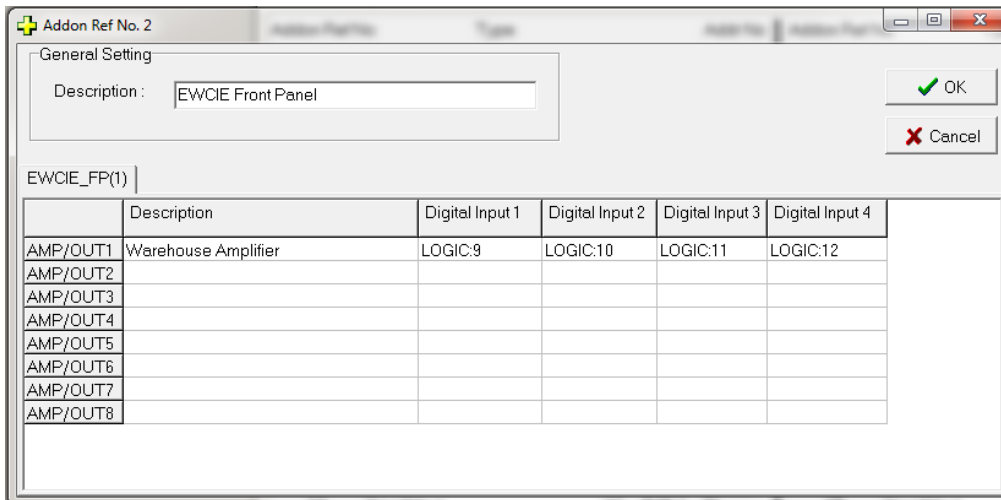 Addon Ref No. 2
General Setting
Description : EWCIE Front Panel
OK
Cancel
EWCIE_FP(1)
Description Digital Input 1 Digital Input 2 Digital Input 3 Digital Input 4
AMP/OUT1 Warehouse Amplifier LOGIC:9 LOGIC:10 LOGIC:11 LOGIC:12
AMP/OUT2
AMP/OUT3
AMP/OUT4
AMP/OUT5
AMP/OUT6
AMP/OUT7
AMP/OUT8